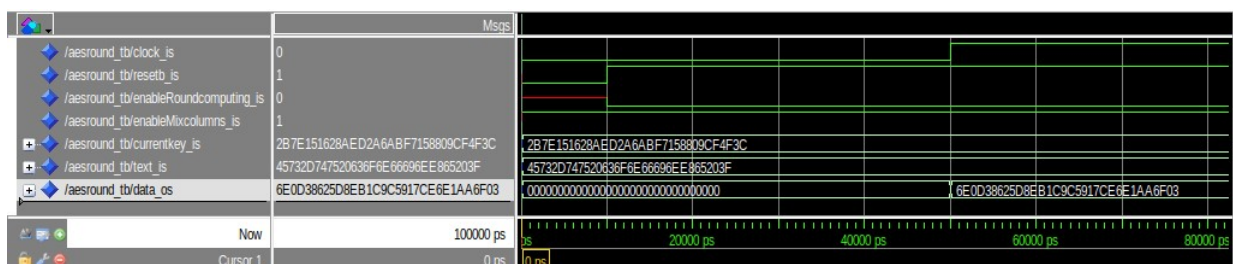 Msgs
/aesround_tb/clock_is 0
/aesround_tb/resetb_is 1
/aesround_tb/enableRoundcomputing_is 0
/aesround_tb/enableMixcolumns_is 1
/aesround_tb/currentkey_is 2B7E151628AED2A6ABF7158809CF4F3C 2B7E151628AED2A6ABF7158809CF4F3C
/aesround_tb/text_is 45732D747520636F6E66696EE865203F 45732D747520636F6E66696EE865203F
/aesround_tb/data_os 6E0D38625D8EB1C9C5917CE6E1AA6F03 00000000000000000000000000000000 6E0D38625D8EB1C9C5917CE6E1AA6F03
Now 100000 ps ps 20000 ps 40000 ps 60000 ps 80000 ps
Cursor 1 0 ps 0 ps